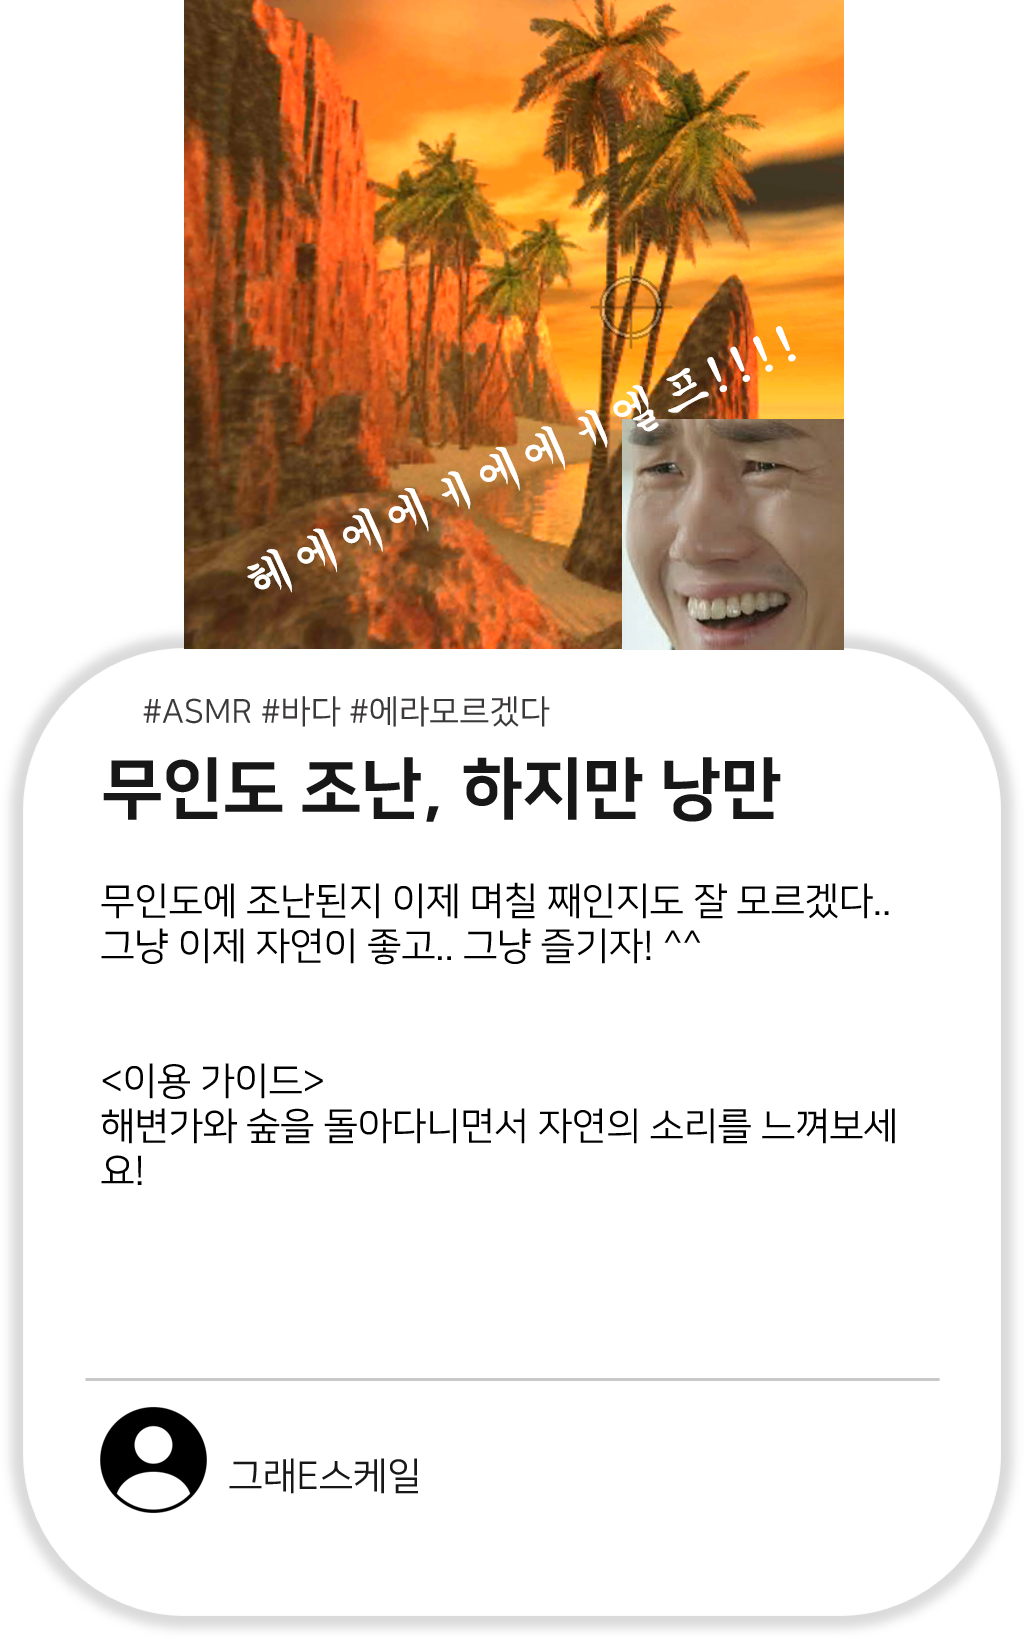 헤에에에ㅟ에에ㅟ엘프!!!!
#ASMR #바다 #에라모르겠다
무인도 조난, 하지만 낭만
무인도에 조난된지 이제 며칠 째인지도 잘 모르겠다..
그냥 이제 자연이 좋고.. 그냥 즐기자! ^^
<이용 가이드>
해변가와 숲을 돌아다니면서 자연의 소리를 느껴보세
요!
그래E스케일